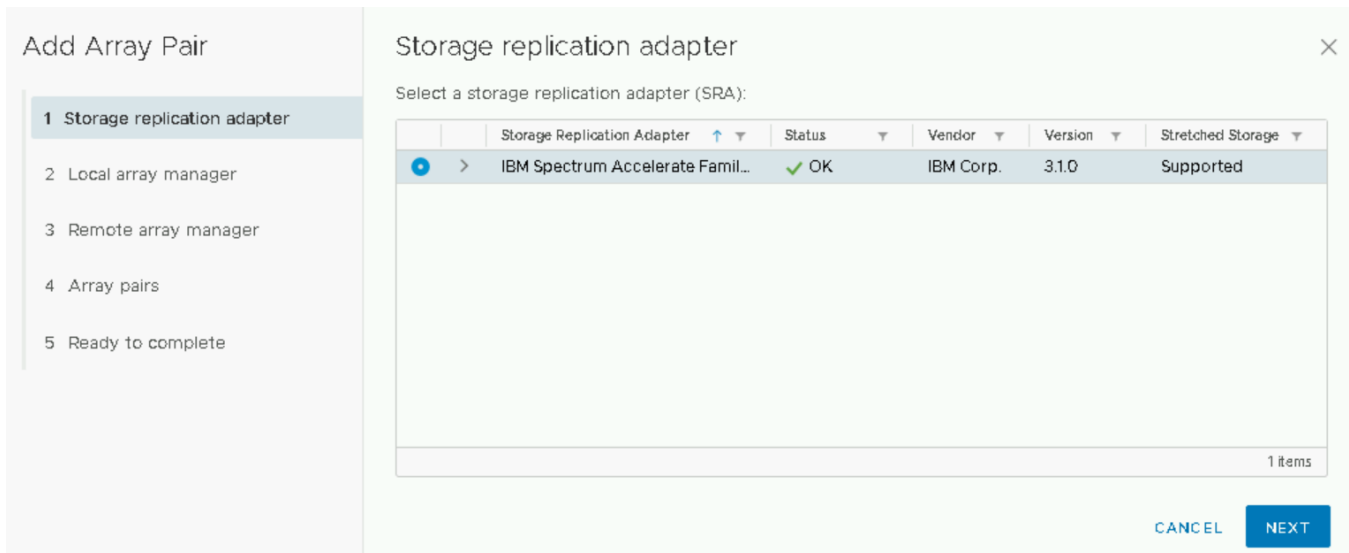 Add Array Pair
1 Storage replication adapter
2 Local array manager
3 Remote array manager
4 Array pairs
5 Ready to complete
Storage replication adapter
Select a storage replication adapter (SRA):
Storage Replication Adapter Status Vendor Version Stretched Storage
IBM Spectrum Accelerate Famil... OK IBM Corp. 3.1.0 Supported
1 items
CANCEL NEXT